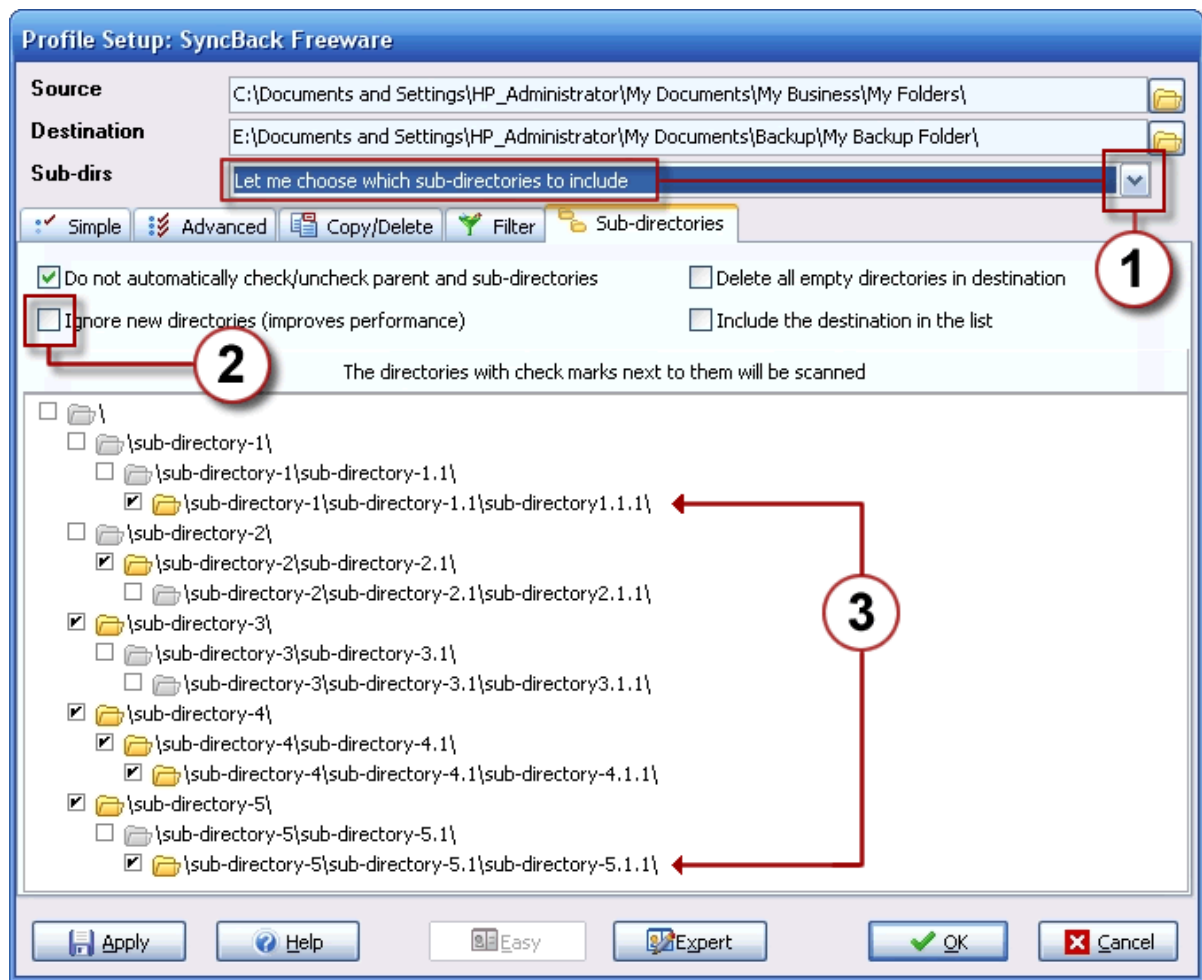 Profile Setup: SyncBack Freeware
Source C:\Documents and Settings\HP_Administrator\My Documents\My Business\My Folders\
Destination E:\Documents and Settings\HP_Administrator\My Documents\Backup\My Backup Folder\
Sub-dirs Let me choose which sub-directories to include
Simple Advanced Copy/Delete Filter Sub-directories
1
Do not automatically check/uncheck parent and sub-directories Delete all empty directories in destination
Ignore new directories (improves performance) Include the destination in the list
2
The directories with check marks next to them will be scanned
\
\sub-directory-1\
\sub-directory-1\sub-directory-1.1\
\sub-directory-1\sub-directory-1.1\sub-directory1.1.1\
\sub-directory-2\
\sub-directory-2\sub-directory-2.1\
\sub-directory-2\sub-directory-2.1\sub-directory2.1.1\
3
\sub-directory-3\
\sub-directory-3\sub-directory-3.1\
\sub-directory-3\sub-directory-3.1\sub-directory3.1.1\
\sub-directory-4\
\sub-directory-4\sub-directory-4.1\
\sub-directory-4\sub-directory-4.1\sub-directory-4.1.1\
\sub-directory-5\
\sub-directory-5\sub-directory-5.1\
\sub-directory-5\sub-directory-5.1\sub-directory-5.1.1\
Apply Help Easy Expert OK Cancel